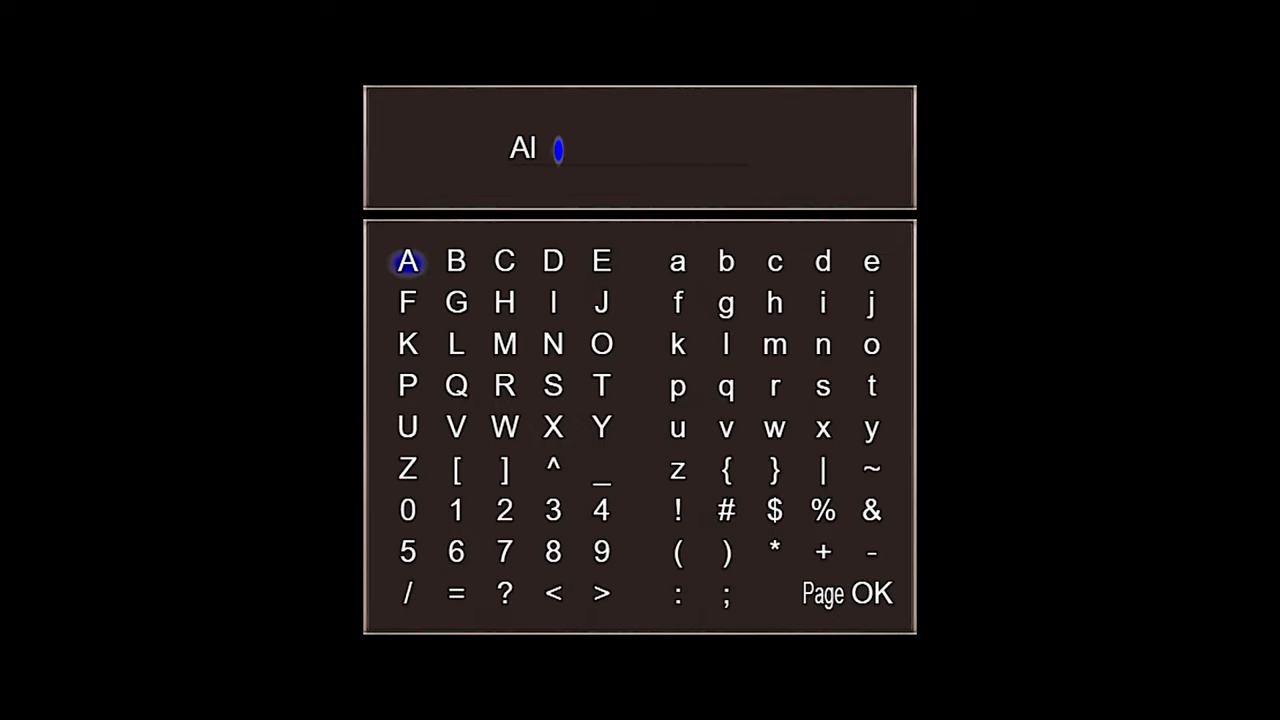 Al
A B C D E a b c d e
F G H I J f g h i j
K L M N O k l m n o
P Q R S T p q r s t
U V W X Y u v w x y
Z [ ] ^ _ z { } | ~
0 1 2 3 4 ! # $ % &
5 6 7 8 9 ( ) * + -
/ = ? < > : ; Page OK